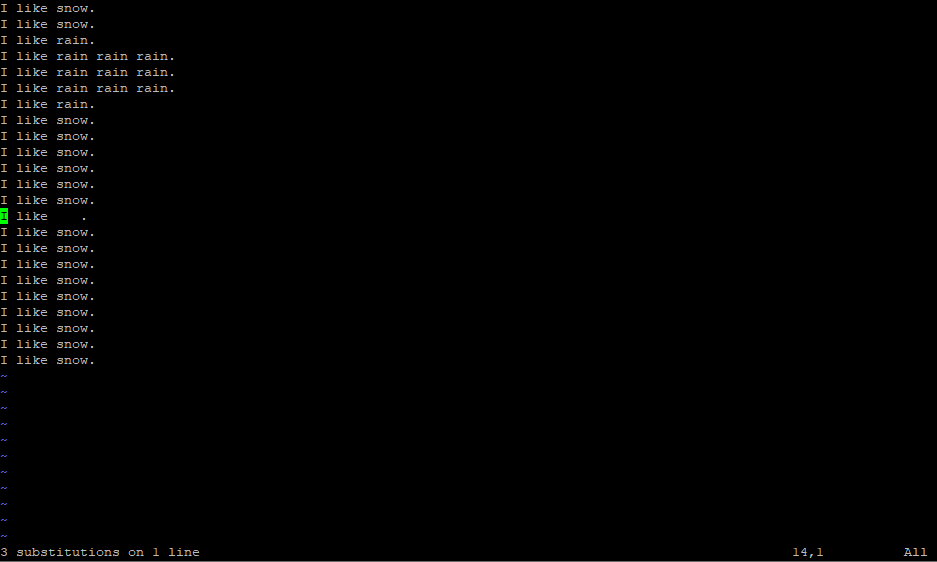 I like snow.
I like snow.
I like rain.
I like rain rain rain.
I like rain rain rain.
I like rain rain rain.
I like rain.
I like snow.
I like snow.
I like snow.
I like snow.
I like snow.
I like snow.
I like    .
I like snow.
I like snow.
I like snow.
I like snow.
I like snow.
I like snow.
I like snow.
I like snow.
I like snow.
~
~
~
~
~
~
~
~
~
~
~
3 substitutions on 1 line 14,1 All